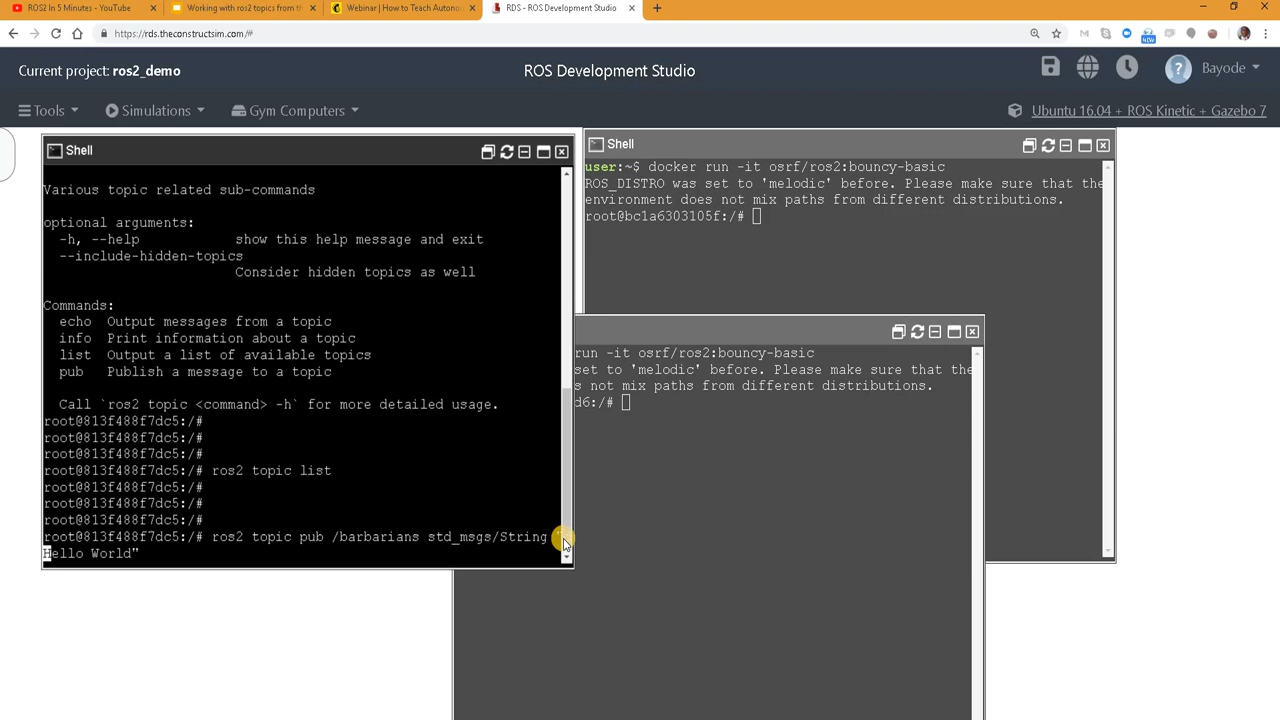 ROS2 In 5 Minutes - YouTube
Working with ros2 topics from th
Webinar | How to Teach Autono
RDS - ROS Development Studio
https://rds.theconstructsim.com/#
Current project: ros2_demo
ROS Development Studio
Bayode
Tools
Simulations
Gym Computers
Ubuntu 16.04 + ROS Kinetic + Gazebo 7
Shell
Various topic related sub-commands
optional arguments:
-h, --help show this help message and exit
--include-hidden-topics
Consider hidden topics as well
Commands:
echo Output messages from a topic
info Print information about a topic
list Output a list of available topics
pub Publish a message to a topic
Call `ros2 topic <command> -h` for more detailed usage.
root@813f488f7dc5:/#
root@813f488f7dc5:/#
root@813f488f7dc5:/#
root@813f488f7dc5:/# ros2 topic list
root@813f488f7dc5:/#
root@813f488f7dc5:/#
root@813f488f7dc5:/#
root@813f488f7dc5:/# ros2 topic pub /barbarians std_msgs/String "
Hello World"
Shell
user:~$ docker run -it osrf/ros2:bouncy-basic
ROS_DISTRO was set to 'melodic' before. Please make sure that the
environment does not mix paths from different distributions.
root@bc1a6303105f:/#
run -it osrf/ros2:bouncy-basic
set to 'melodic' before. Please make sure that the
s not mix paths from different distributions.
d6:/#